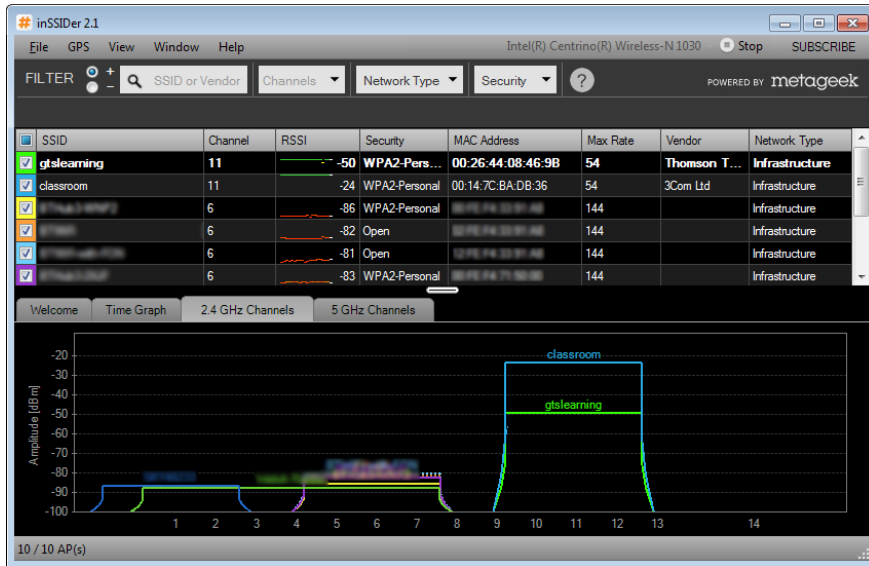 inSSIDer 2.1
File GPS View Window Help Intel(R) Centrino(R) Wireless-N 1030 Stop SUBSCRIBE
FILTER + - SSID or Vendor Channels Network Type Security ? POWERED BY metageek
SSID Channel RSSI Security MAC Address Max Rate Vendor Network Type
gtslearning 11 -50 WPA2-Pers... 00:26:44:08:46:9B 54 Thomson T... Infrastructure
classroom 11 -24 WPA2-Personal 00:14:7C:BA:DB:36 54 3Com Ltd Infrastructure
6 -86 WPA2-Personal 144 Infrastructure
6 -82 Open 144 Infrastructure
6 -81 Open 144 Infrastructure
6 -83 WPA2-Personal 144 Infrastructure
Welcome Time Graph 2.4 GHz Channels 5 GHz Channels
Amplitude [dBm]
-20
-30
-40
-50
-60
-70
-80
-90
-100
classroom
gtslearning
1 2 3 4 5 6 7 8 9 10 11 12 13 14
10 / 10 AP(s)